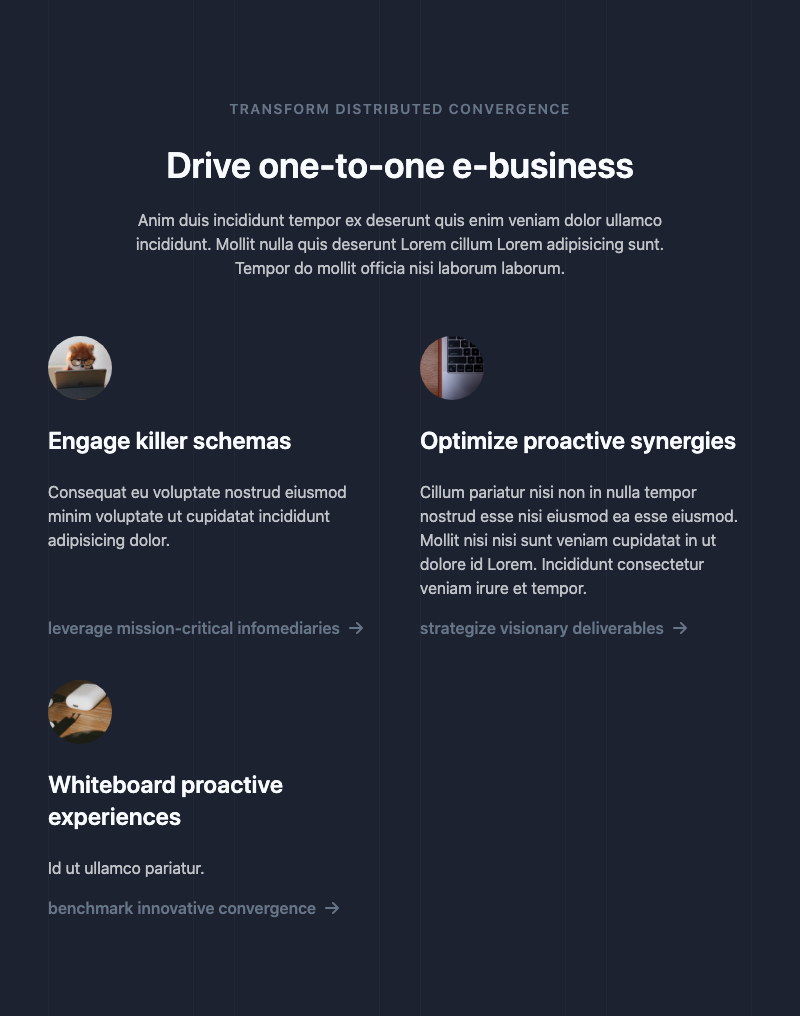 TRANSFORM DISTRIBUTED CONVERGENCE
Drive one-to-one e-business
Anim duis incididunt tempor ex deserunt quis enim veniam dolor ullamco
incididunt. Mollit nulla quis deserunt Lorem cillum Lorem adipisicing sunt.
Tempor do mollit officia nisi laborum laborum.
Engage killer schemas
Consequat eu voluptate nostrud eiusmod
minim voluptate ut cupidatat incididunt
adipisicing dolor.
leverage mission-critical infomediaries →
Optimize proactive synergies
Cillum pariatur nisi non in nulla tempor
nostrud esse nisi eiusmod ea esse eiusmod.
Mollit nisi nisi sunt veniam cupidatat in ut
dolore id Lorem. Incididunt consectetur
veniam irure et tempor.
strategize visionary deliverables →
Whiteboard proactive
experiences
Id ut ullamco pariatur.
benchmark innovative convergence →